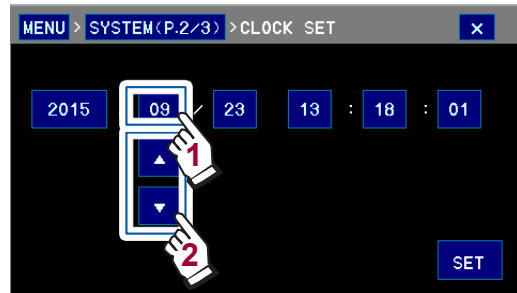 MENU > SYSTEM(P.2/3) > CLOCK SET ×
2015 09 / 23 13 : 18 : 01
1
2
SET